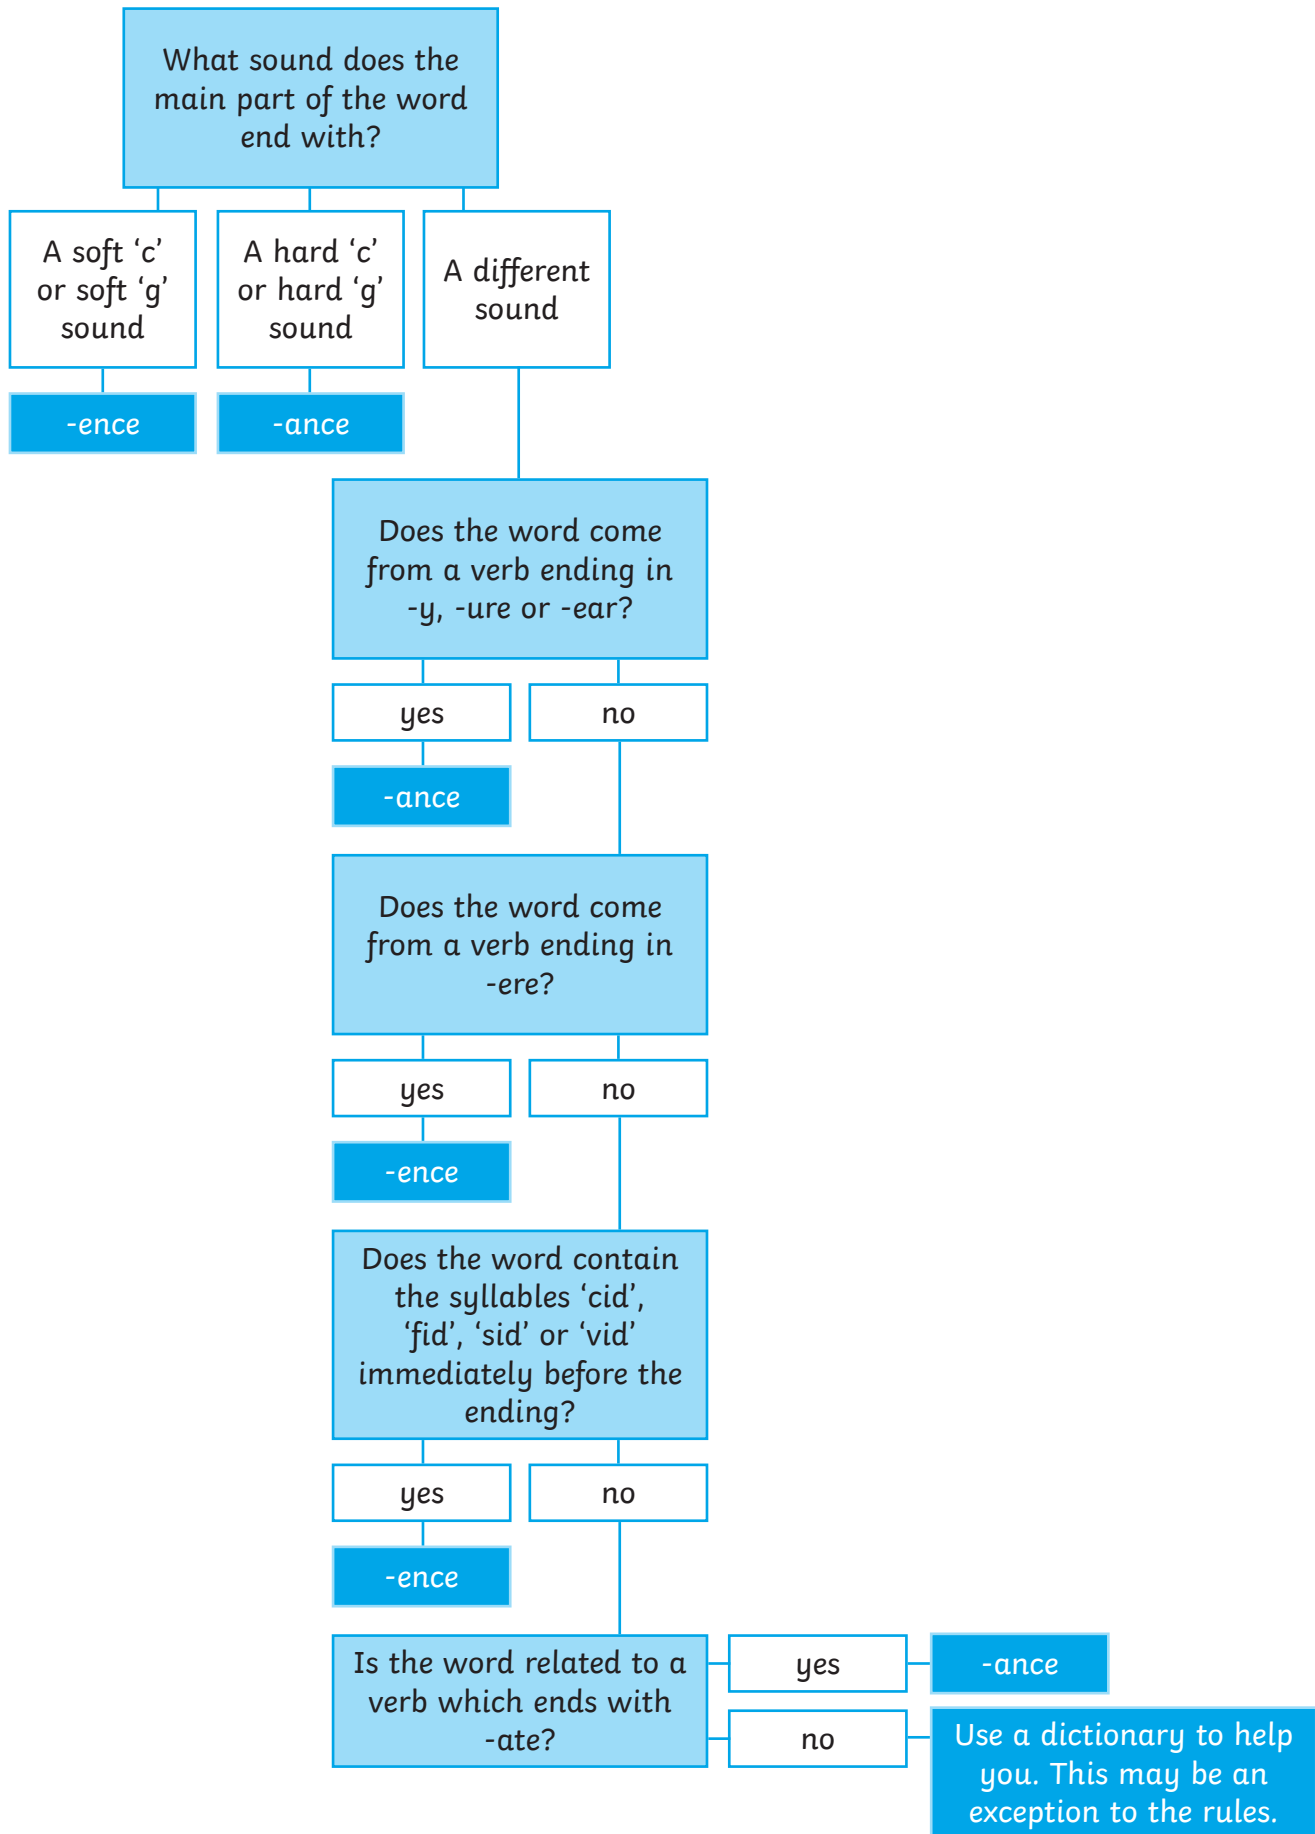 What sound does the
main part of the word
end with?
A soft ‘c’
or soft ‘g’
sound
A hard ‘c’
or hard ‘g’
sound
A different
sound
-ence
-ance
Does the word come
from a verb ending in
-y, -ure or -ear?
yes
no
-ance
Does the word come
from a verb ending in
-ere?
yes
no
-ence
Does the word contain
the syllables ‘cid’,
‘fid’, ‘sid’ or ‘vid’
immediately before the
ending?
yes
no
-ence
Is the word related to a
verb which ends with
-ate?
yes
-ance
no
Use a dictionary to help
you. This may be an
exception to the rules.